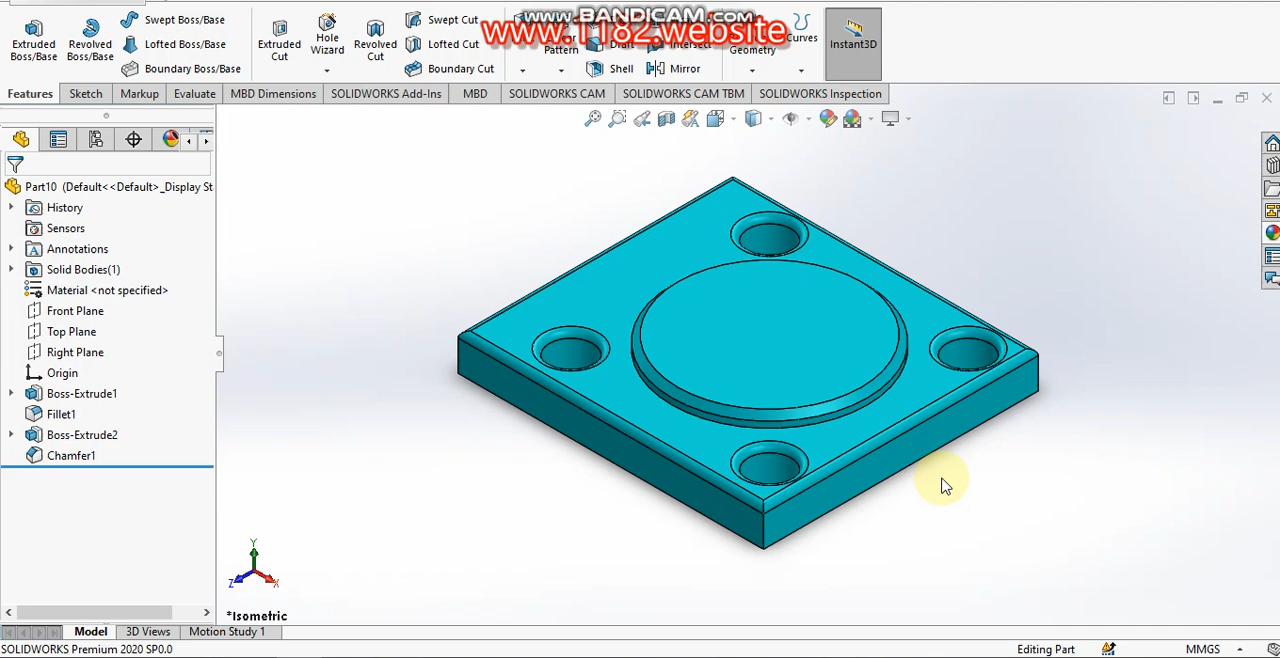 www.BANDICAM.com
www.1182.website
Extruded Boss/Base
Revolved Boss/Base
Swept Boss/Base
Lofted Boss/Base
Boundary Boss/Base
Extruded Cut
Hole Wizard
Revolved Cut
Swept Cut
Lofted Cut
Boundary Cut
Pattern
Draft
Shell
Intersect
Mirror
Geometry
Curves
Instant3D
Features
Sketch
Markup
Evaluate
MBD Dimensions
SOLIDWORKS Add-Ins
MBD
SOLIDWORKS CAM
SOLIDWORKS CAM TBM
SOLIDWORKS Inspection
Part10 (Default<<Default>_Display St
History
Sensors
Annotations
Solid Bodies(1)
Material <not specified>
Front Plane
Top Plane
Right Plane
Origin
Boss-Extrude1
Fillet1
Boss-Extrude2
Chamfer1
Y
Z
X
*Isometric
Model
3D Views
Motion Study 1
SOLIDWORKS Premium 2020 SP0.0
Editing Part
MMGS